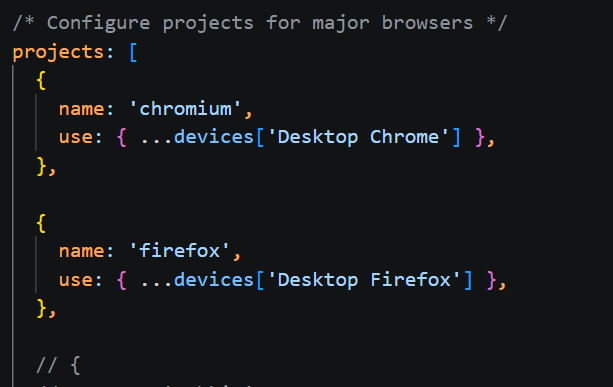 /* Configure projects for major browsers */
projects: [
{
name: 'chromium',
use: { ...devices['Desktop Chrome'] },
},
{
name: 'firefox',
use: { ...devices['Desktop Firefox'] },
},
// {